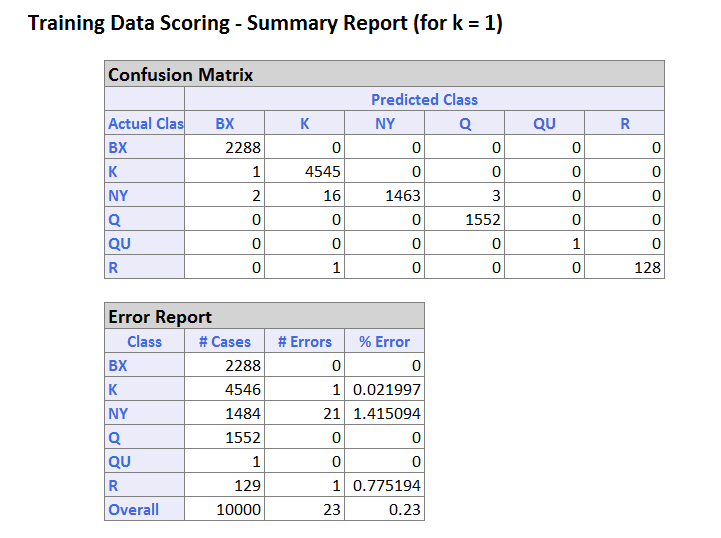 Training Data Scoring - Summary Report (for k = 1)
Confusion Matrix
Predicted Class
Actual Clas BX K NY Q QU R
BX 2288 0 0 0 0 0
K 1 4545 0 0 0 0
NY 2 16 1463 3 0 0
Q 0 0 0 1552 0 0
QU 0 0 0 0 1 0
R 0 1 0 0 0 128
Error Report
Class # Cases # Errors % Error
BX 2288 0 0
K 4546 1 0.021997
NY 1484 21 1.415094
Q 1552 0 0
QU 1 0 0
R 129 1 0.775194
Overall 10000 23 0.23